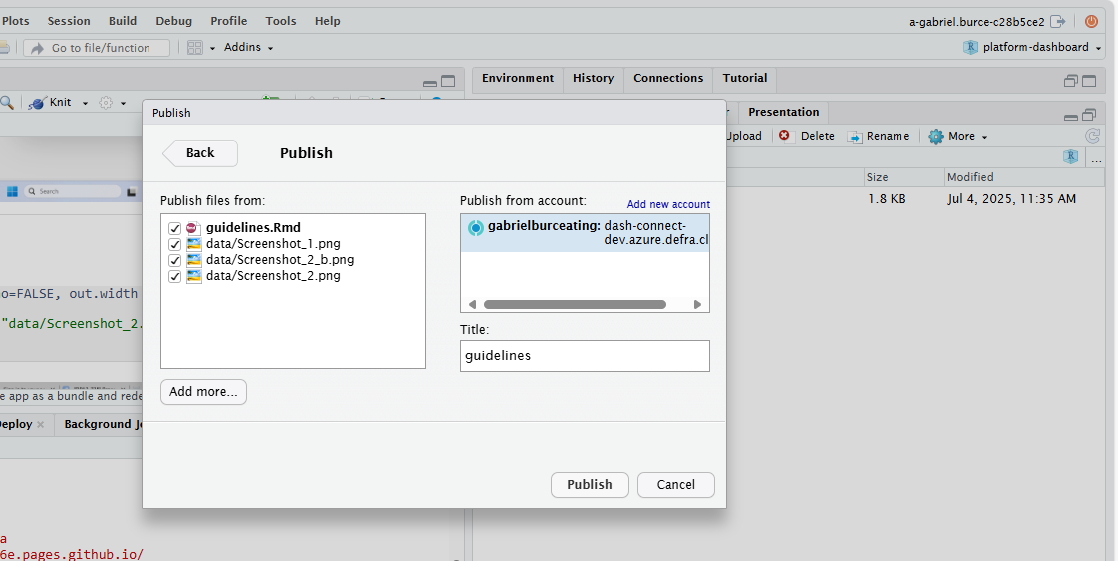 Plots Session Build Debug Profile Tools Help
a-gabriel.burce-c28b5ce2
Go to file/function Addins
platform-dashboard
Environment History Connections Tutorial
Knit
Publish
Presentation
Upload Delete Rename More
Back Publish
...
Size Modified
Search
Publish files from:
guidelines.Rmd
data/Screenshot_1.png
data/Screenshot_2_b.png
data/Screenshot_2.png
Add more...
Publish from account: Add new account
gabrielburceating: dash-connect-
dev.azure.defra.cl
Title:
guidelines
1.8 KB Jul 4, 2025, 11:35 AM
o=FALSE, out.width
"data/Screenshot_2.
e app as a bundle and rede
Deploy Background Jo
Publish Cancel
a
6e.pages.github.io/